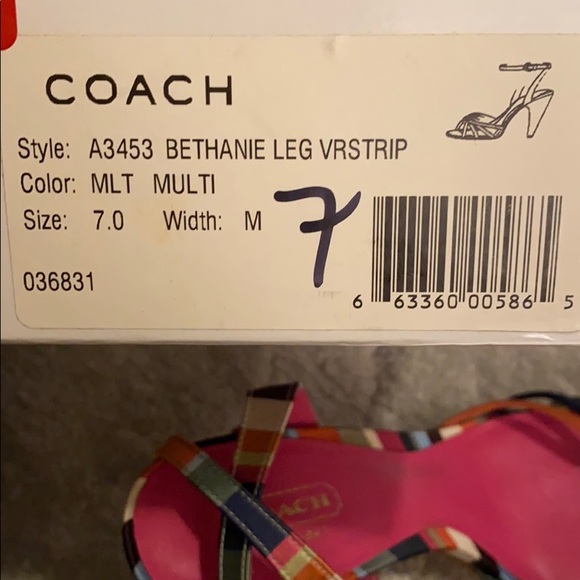 COACH
Style: A3453 BETHANIE LEG VRSTRIP
Color: MLT MULTI
Size: 7.0 Width: M 7
036831
6 63360 00586 5